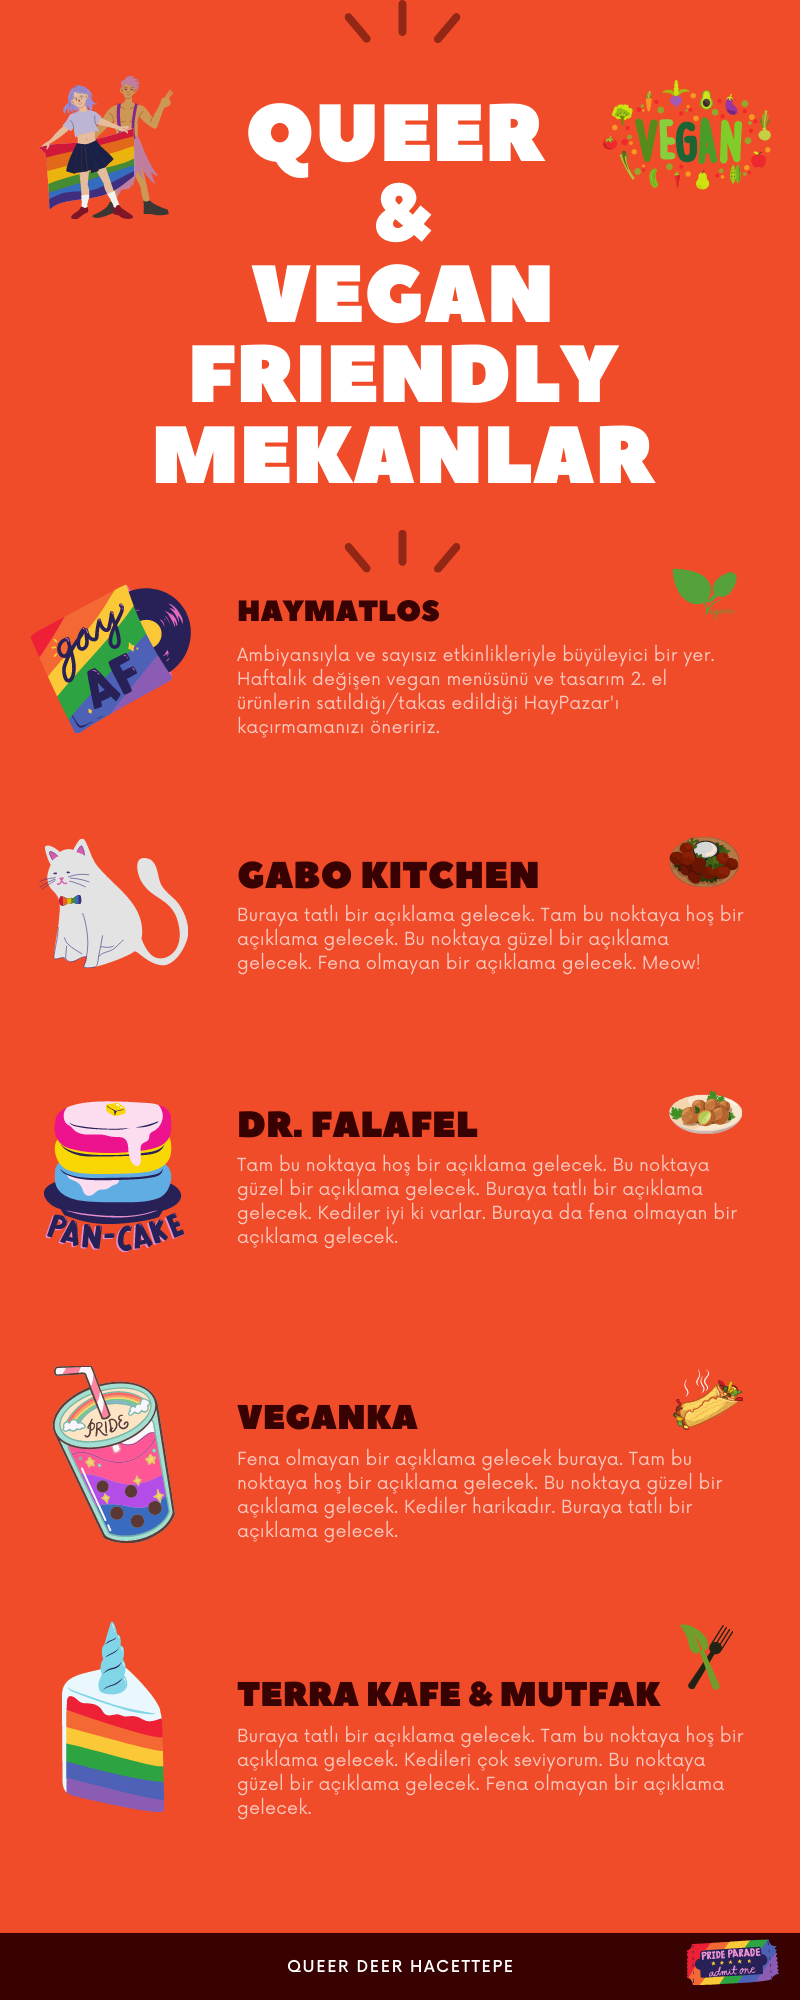 QUEER
&
VEGAN
FRIENDLY
MEKANLAR
VEGAN
gay
AF
HAYMATLOS
Ambiyansıyla ve sayısız etkinlikleriyle büyüleyici bir yer.
Haftalık değişen vegan menüsünü ve tasarım 2. el
ürünlerin satıldığı/takas edildiği HayPazar'ı
kaçırmamanızı öneririz.
GABO KITCHEN
Buraya tatlı bir açıklama gelecek. Tam bu noktaya hoş bir
açıklama gelecek. Bu noktaya güzel bir açıklama
gelecek. Fena olmayan bir açıklama gelecek. Meow!
PAN-CAKE
DR. FALAFEL
Tam bu noktaya hoş bir açıklama gelecek. Bu noktaya
güzel bir açıklama gelecek. Buraya tatlı bir açıklama
gelecek. Kediler iyi ki varlar. Buraya da fena olmayan bir
açıklama gelecek.
PRIDE
VEGANKA
Fena olmayan bir açıklama gelecek buraya. Tam bu
noktaya hoş bir açıklama gelecek. Bu noktaya güzel bir
açıklama gelecek. Kediler harikadır. Buraya tatlı bir
açıklama gelecek.
TERRA KAFE & MUTFAK
Buraya tatlı bir açıklama gelecek. Tam bu noktaya hoş bir
açıklama gelecek. Kedileri çok seviyorum. Bu noktaya
güzel bir açıklama gelecek. Fena olmayan bir açıklama
gelecek.
QUEER DEER HACETTEPE
PRIDE PARADE
admit one